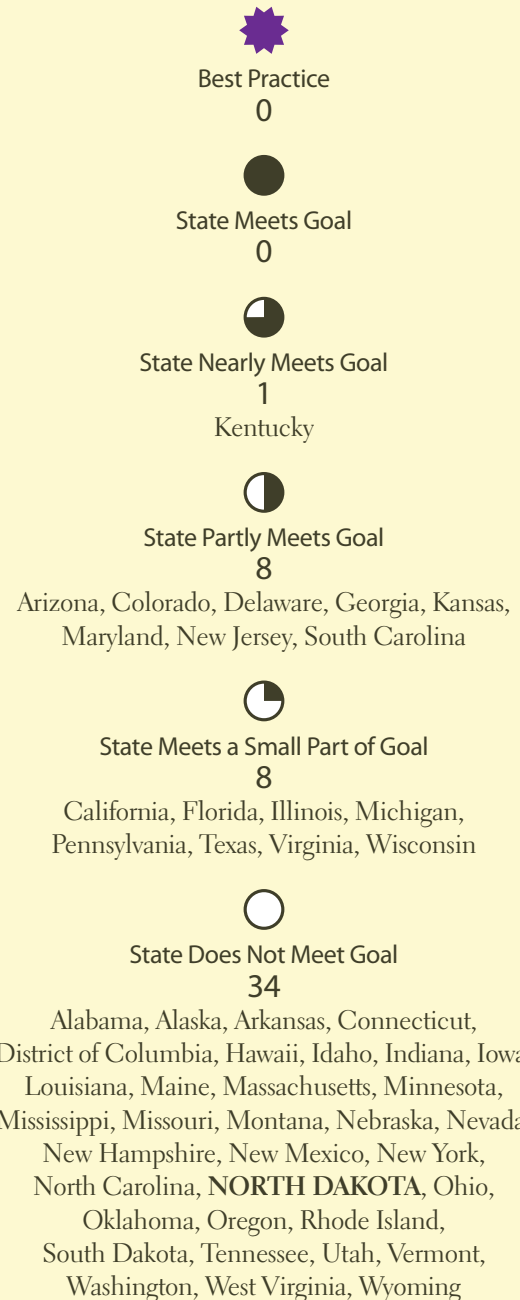 Best Practice
0
State Meets Goal
0
State Nearly Meets Goal
1
Kentucky
State Partly Meets Goal
8
Arizona, Colorado, Delaware, Georgia, Kansas,
Maryland, New Jersey, South Carolina
State Meets a Small Part of Goal
8
California, Florida, Illinois, Michigan,
Pennsylvania, Texas, Virginia, Wisconsin
State Does Not Meet Goal
34
Alabama, Alaska, Arkansas, Connecticut,
District of Columbia, Hawaii, Idaho, Indiana, Iowa
Louisiana, Maine, Massachusetts, Minnesota,
Mississippi, Missouri, Montana, Nebraska, Nevada
New Hampshire, New Mexico, New York,
North Carolina, NORTH DAKOTA, Ohio,
Oklahoma, Oregon, Rhode Island,
South Dakota, Tennessee, Utah, Vermont,
Washington, West Virginia, Wyoming